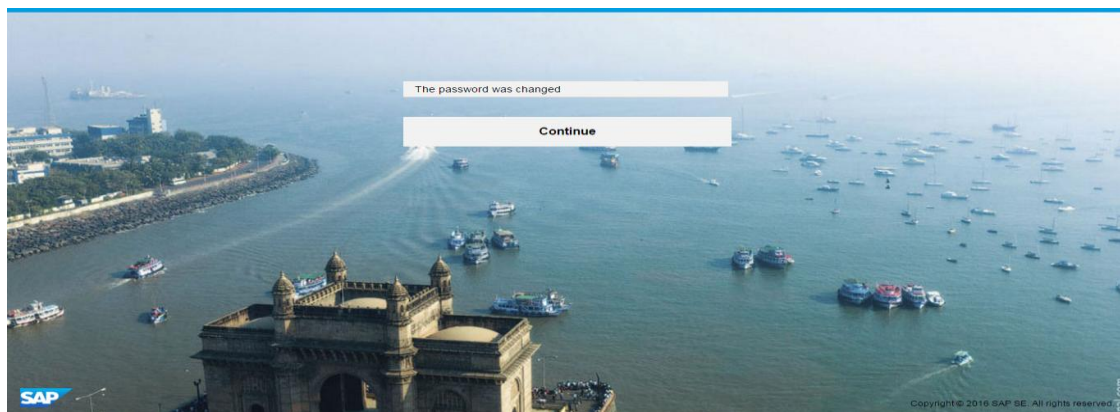 The password was changed
Continue
SAP
Copyright © 2016 SAP SE. All rights reserved.